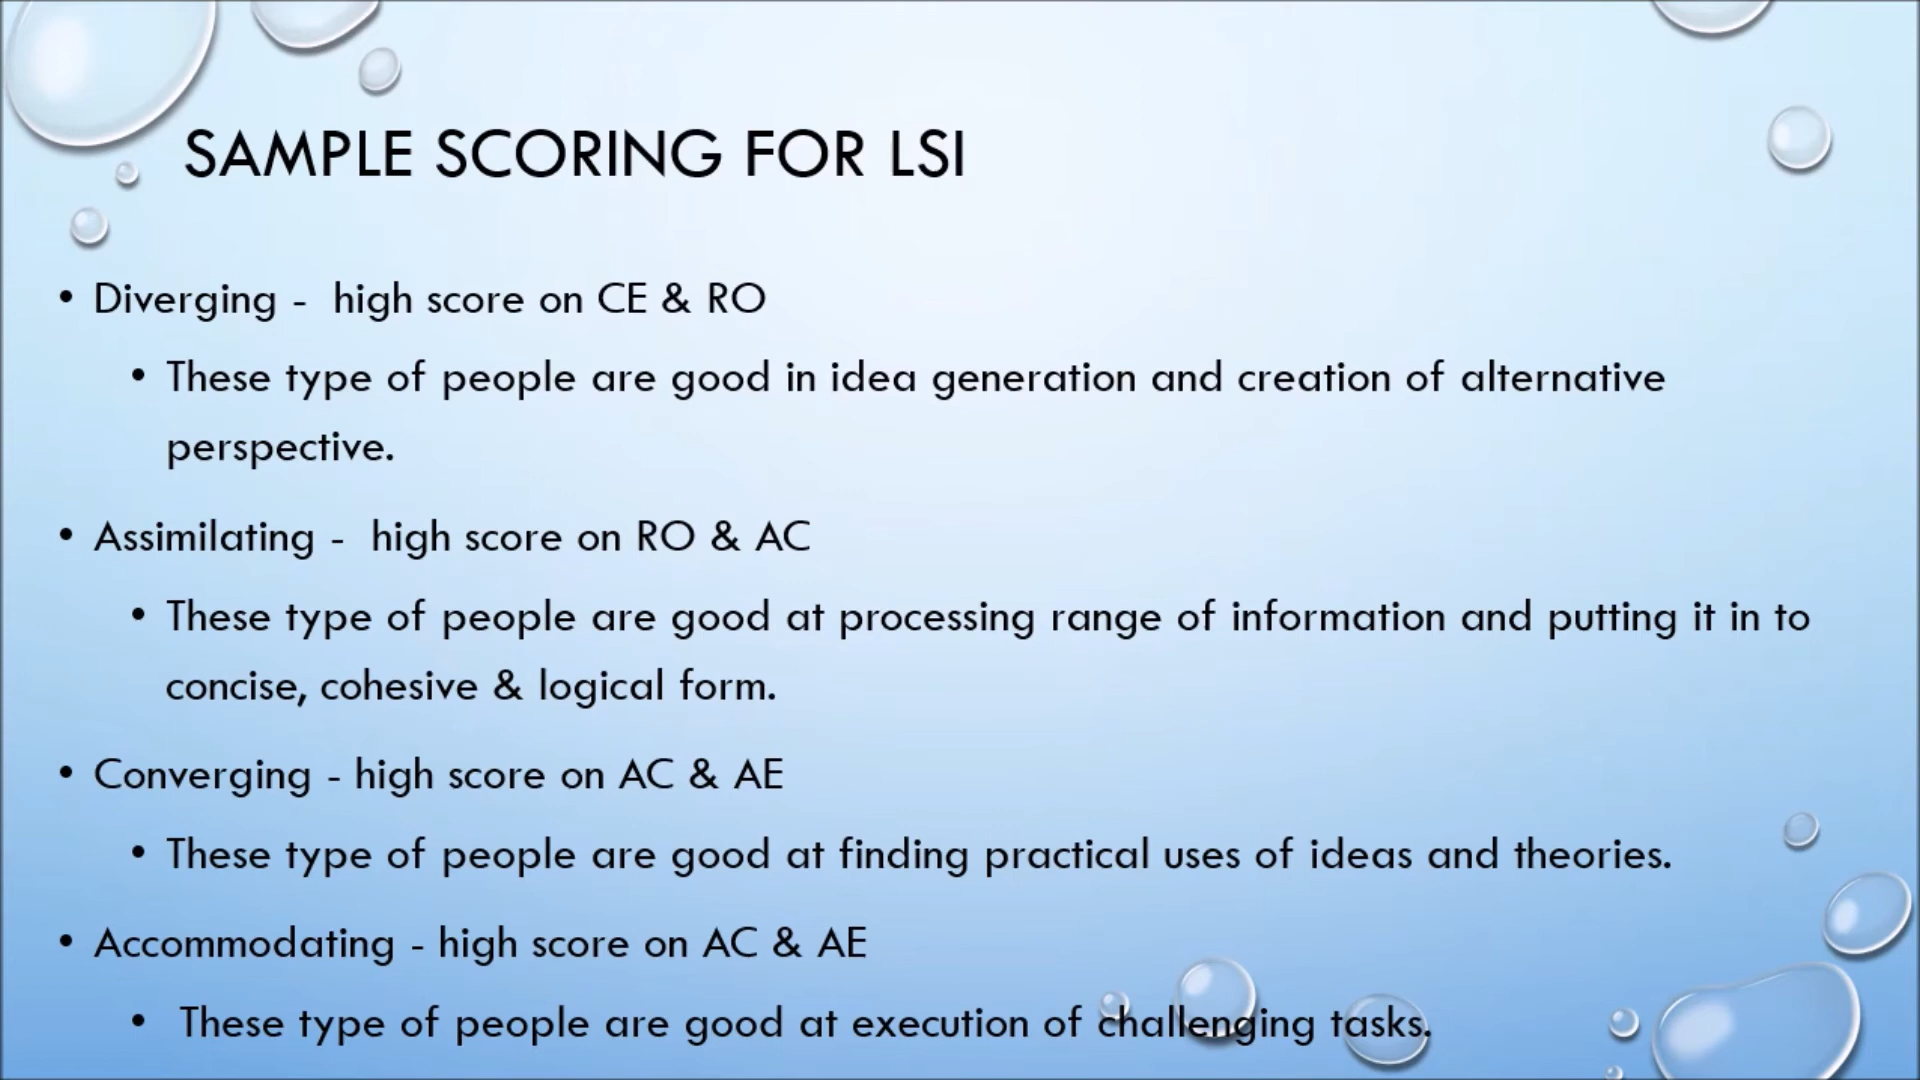 SAMPLE SCORING FOR LSI
• Diverging -  high score on CE & RO
• These type of people are good in idea generation and creation of alternative
perspective.
• Assimilating -  high score on RO & AC
• These type of people are good at processing range of information and putting it in to
concise, cohesive & logical form.
• Converging - high score on AC & AE
• These type of people are good at finding practical uses of ideas and theories.
• Accommodating - high score on AC & AE
• These type of people are good at execution of challenging tasks.